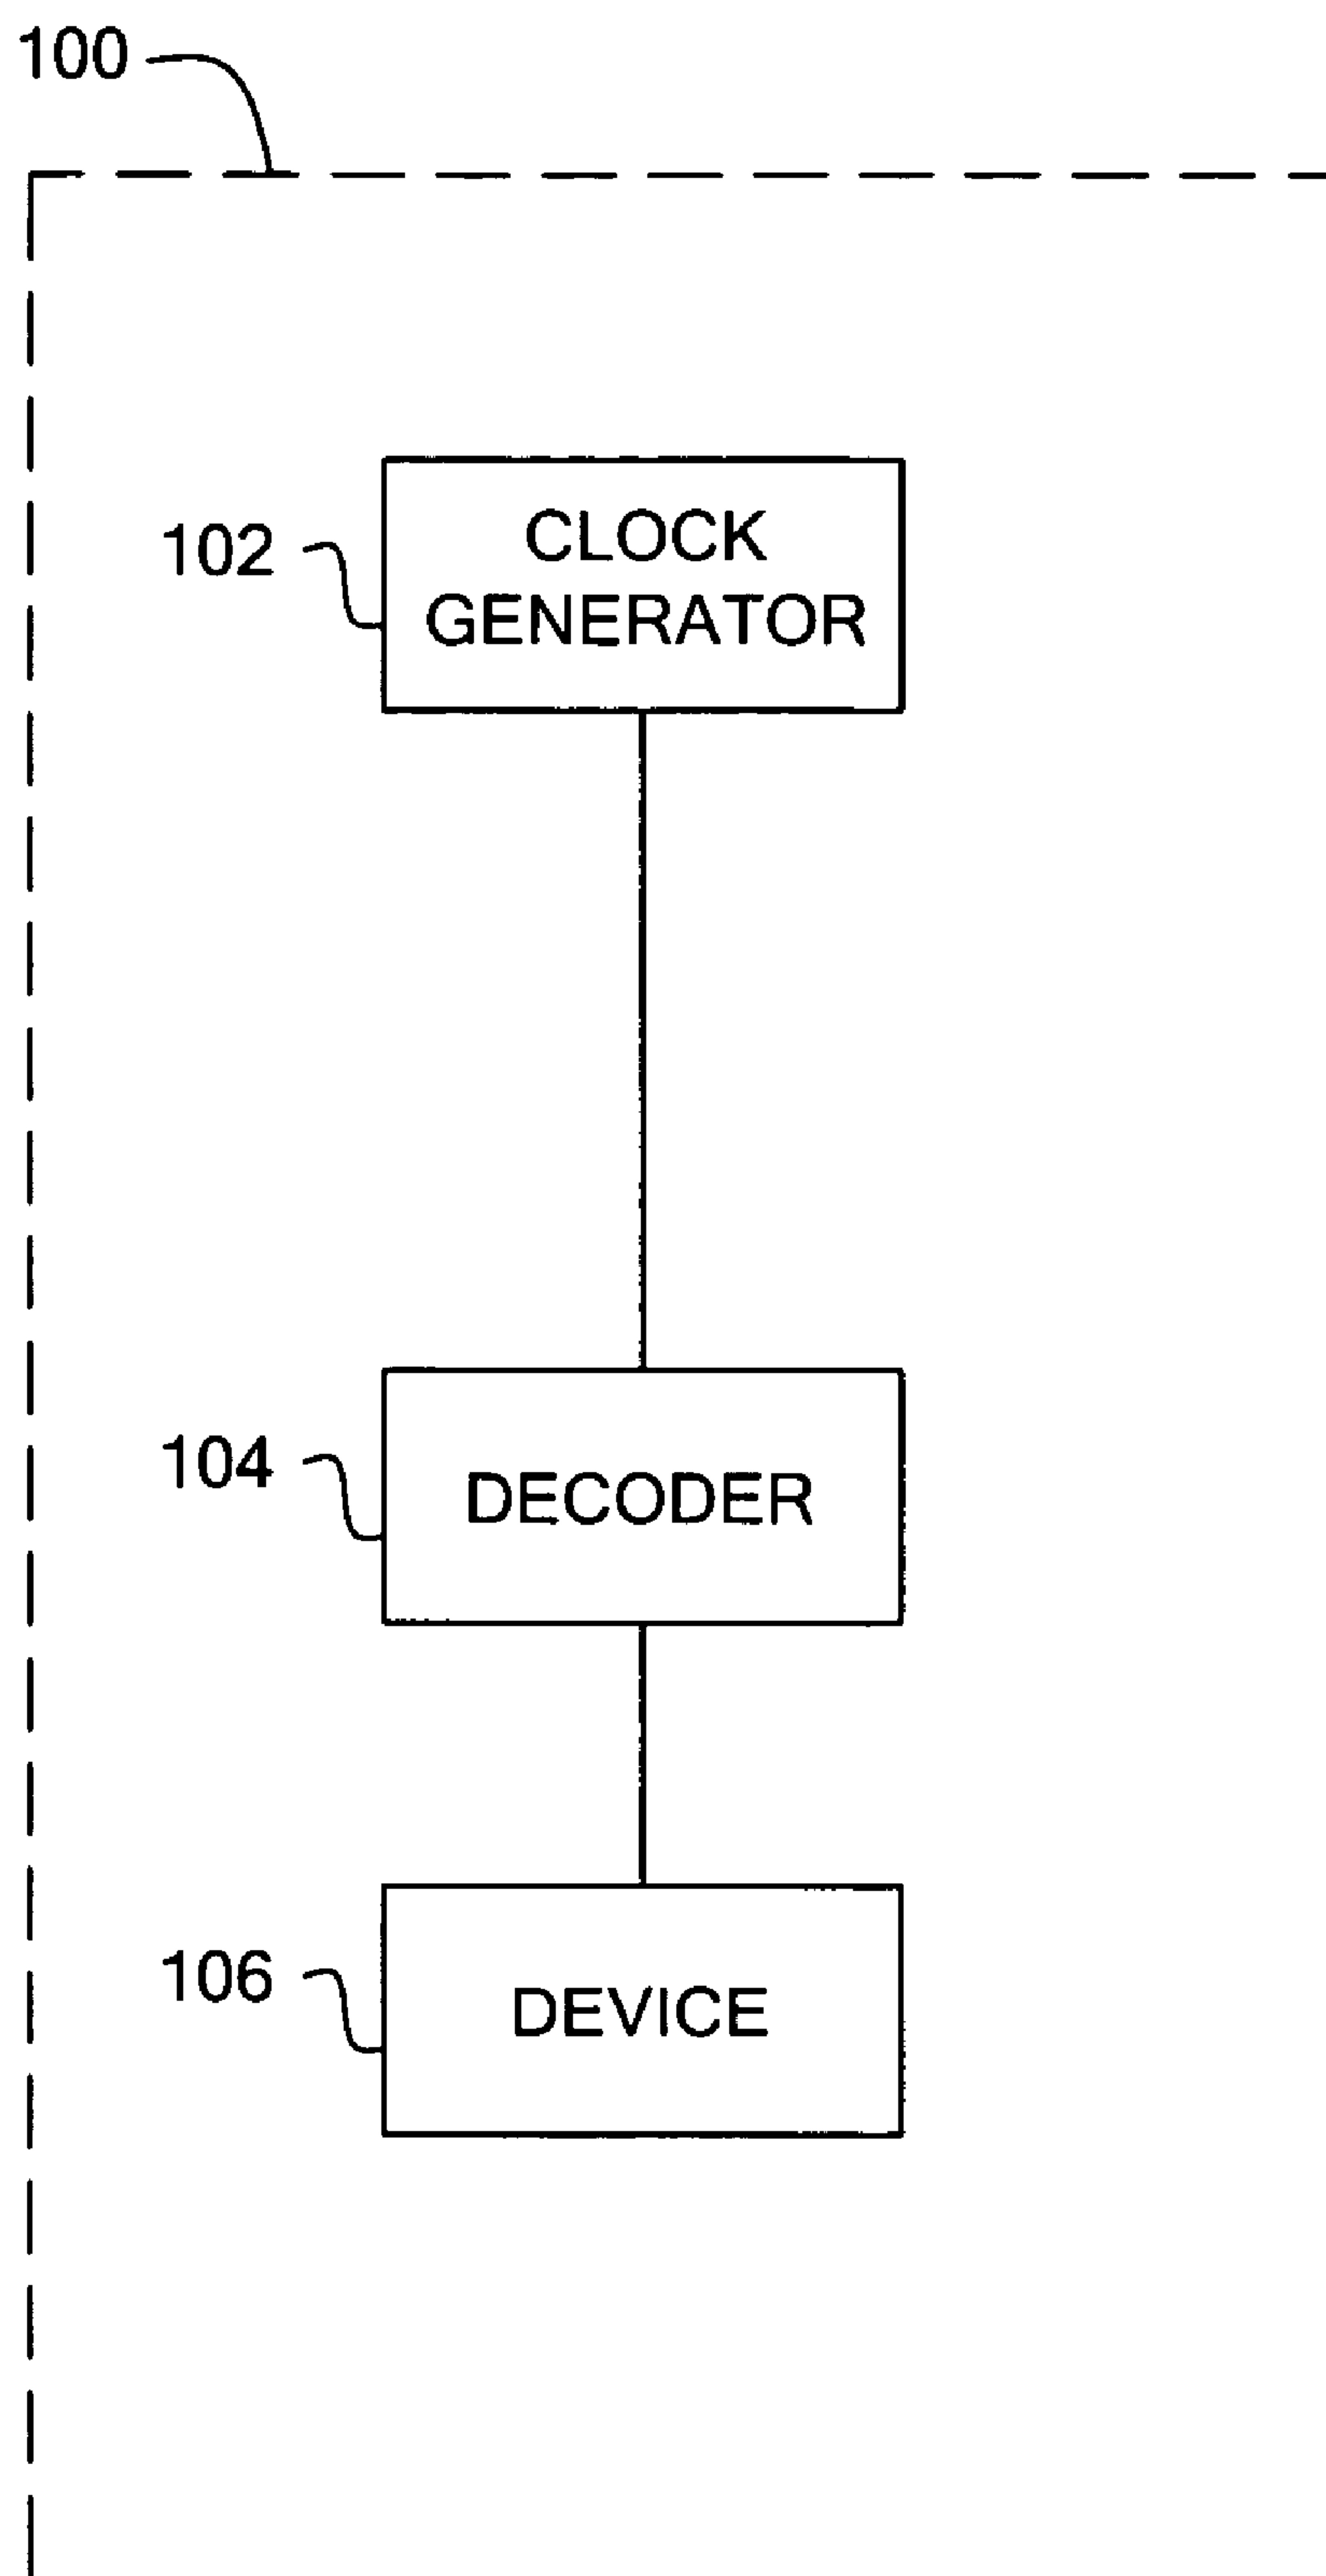 100
102
CLOCK
GENERATOR
104
DECODER
106
DEVICE